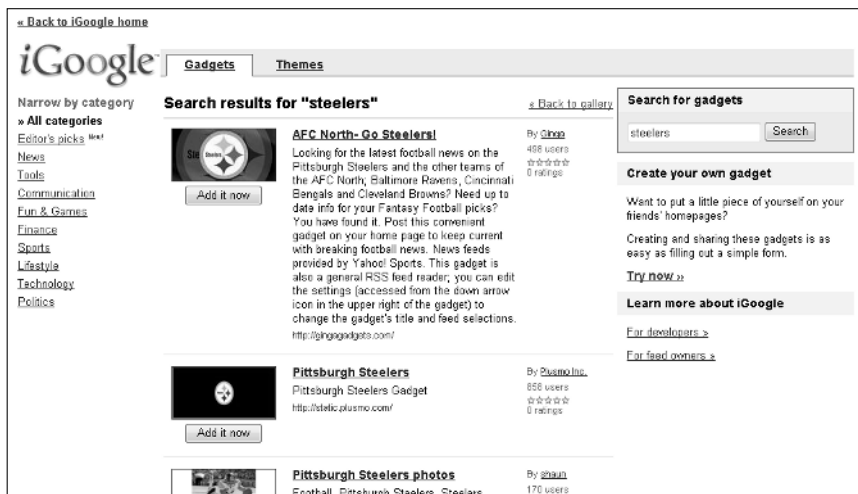 « Back to iGoogle home
iGoogle™
Gadgets
Themes
Narrow by category
» All categories
Editor's picks New!
News
Tools
Communication
Fun & Games
Finance
Sports
Lifestyle
Technology
Politics
Search results for "steelers"
« Back to gallery
Steelers
Add it now
AFC North- Go Steelers!
Looking for the latest football news on the
Pittsburgh Steelers and the other teams of
the AFC North; Baltimore Ravens, Cincinnati
Bengals and Cleveland Browns? Need up to
date info for your Fantasy Football picks?
You have found it. Post this convenient
gadget on your home page to keep current
with breaking football news. News feeds
provided by Yahoo! Sports. This gadget is
also a general RSS feed reader; you can edit
the settings (accessed from the down arrow
icon in the upper right of the gadget) to
change the gadget's title and feed selections.
http://gingagadgets.com/
By Ginga
498 users
0 ratings
Add it now
Pittsburgh Steelers
Pittsburgh Steelers Gadget
http://static.plusmo.com/
By Plusmo Inc.
856 users
0 ratings
Pittsburgh Steelers photos
Football, Pittsburgh Steelers, Steelers
By shaun
170 users
Search for gadgets
steelers
Search
Create your own gadget
Want to put a little piece of yourself on your
friends' homepages?
Creating and sharing these gadgets is as
easy as filling out a simple form.
Try now »
Learn more about iGoogle
For developers »
For feed owners »